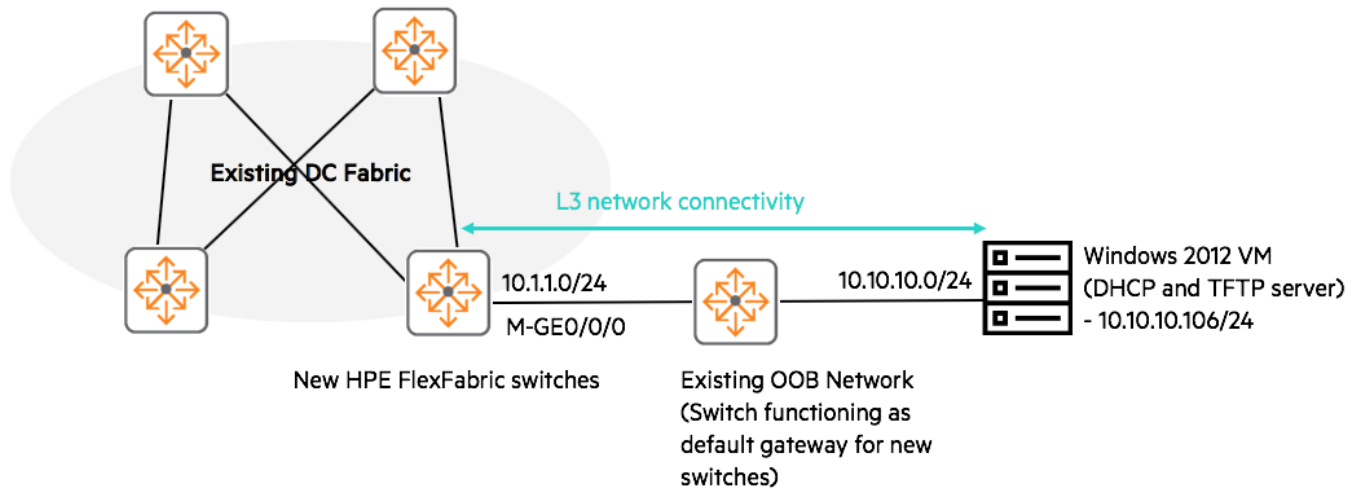 Existing DC Fabric
L3 network connectivity
10.1.1.0/24
M-GE0/0/0
10.10.10.0/24
Windows 2012 VM
(DHCP and TFTP server)
- 10.10.10.106/24
New HPE FlexFabric switches
Existing OOB Network
(Switch functioning as
default gateway for new
switches)